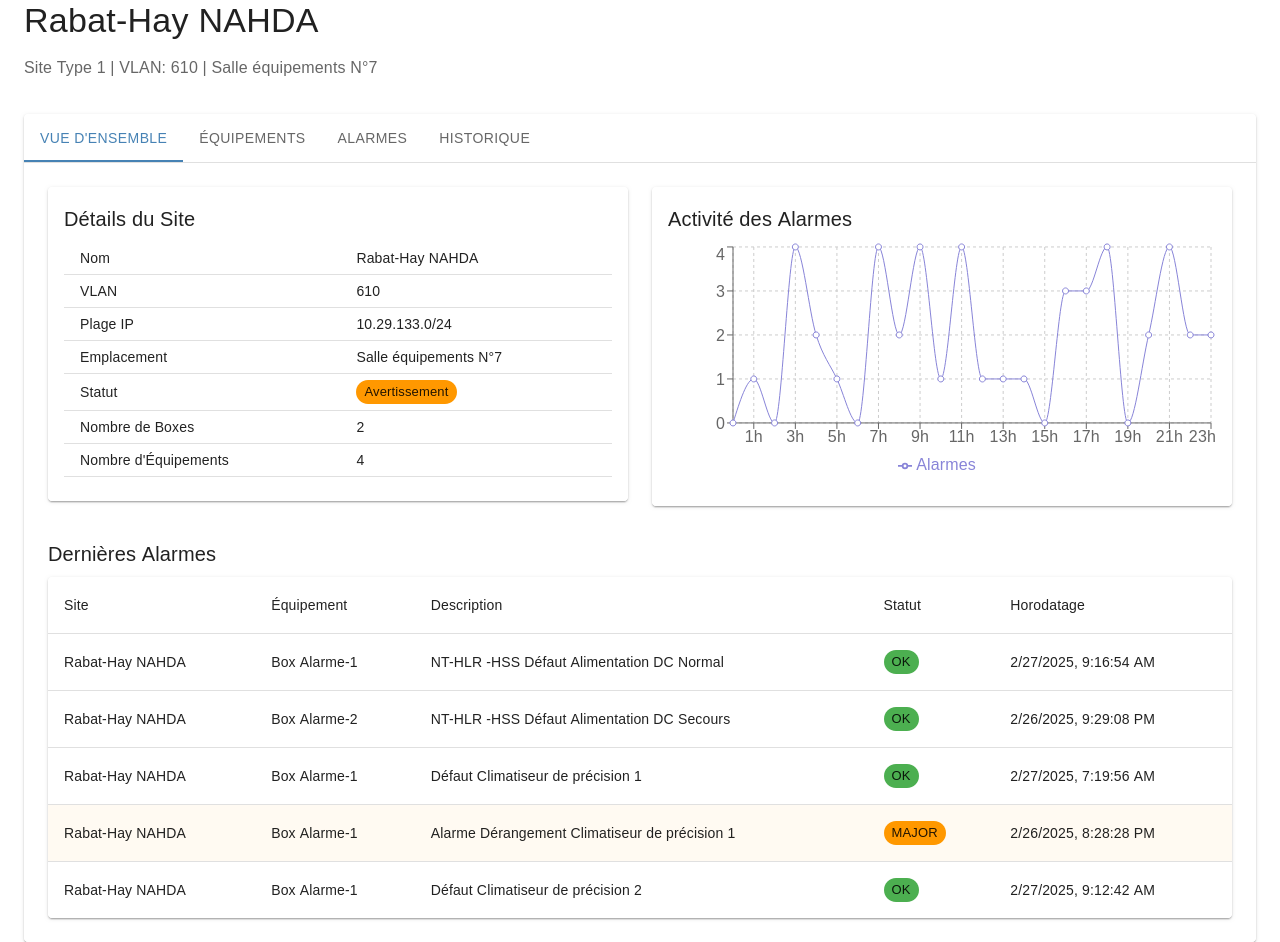 Rabat-Hay NAHDA
Site Type 1 | VLAN: 610 | Salle équipements N°7
VUE D'ENSEMBLE ÉQUIPEMENTS ALARMES HISTORIQUE
Détails du Site
Nom Rabat-Hay NAHDA
VLAN 610
Plage IP 10.29.133.0/24
Emplacement Salle équipements N°7
Statut Avertissement
Nombre de Boxes 2
Nombre d'Équipements 4
Activité des Alarmes
4
3
2
1
0
1h 3h 5h 7h 9h 11h 13h 15h 17h 19h 21h 23h
Alarmes
Dernières Alarmes
Site Équipement Description Statut Horodatage
Rabat-Hay NAHDA Box Alarme-1 NT-HLR -HSS Défaut Alimentation DC Normal OK 2/27/2025, 9:16:54 AM
Rabat-Hay NAHDA Box Alarme-2 NT-HLR -HSS Défaut Alimentation DC Secours OK 2/26/2025, 9:29:08 PM
Rabat-Hay NAHDA Box Alarme-1 Défaut Climatiseur de précision 1 OK 2/27/2025, 7:19:56 AM
Rabat-Hay NAHDA Box Alarme-1 Alarme Dérangement Climatiseur de précision 1 MAJOR 2/26/2025, 8:28:28 PM
Rabat-Hay NAHDA Box Alarme-1 Défaut Climatiseur de précision 2 OK 2/27/2025, 9:12:42 AM